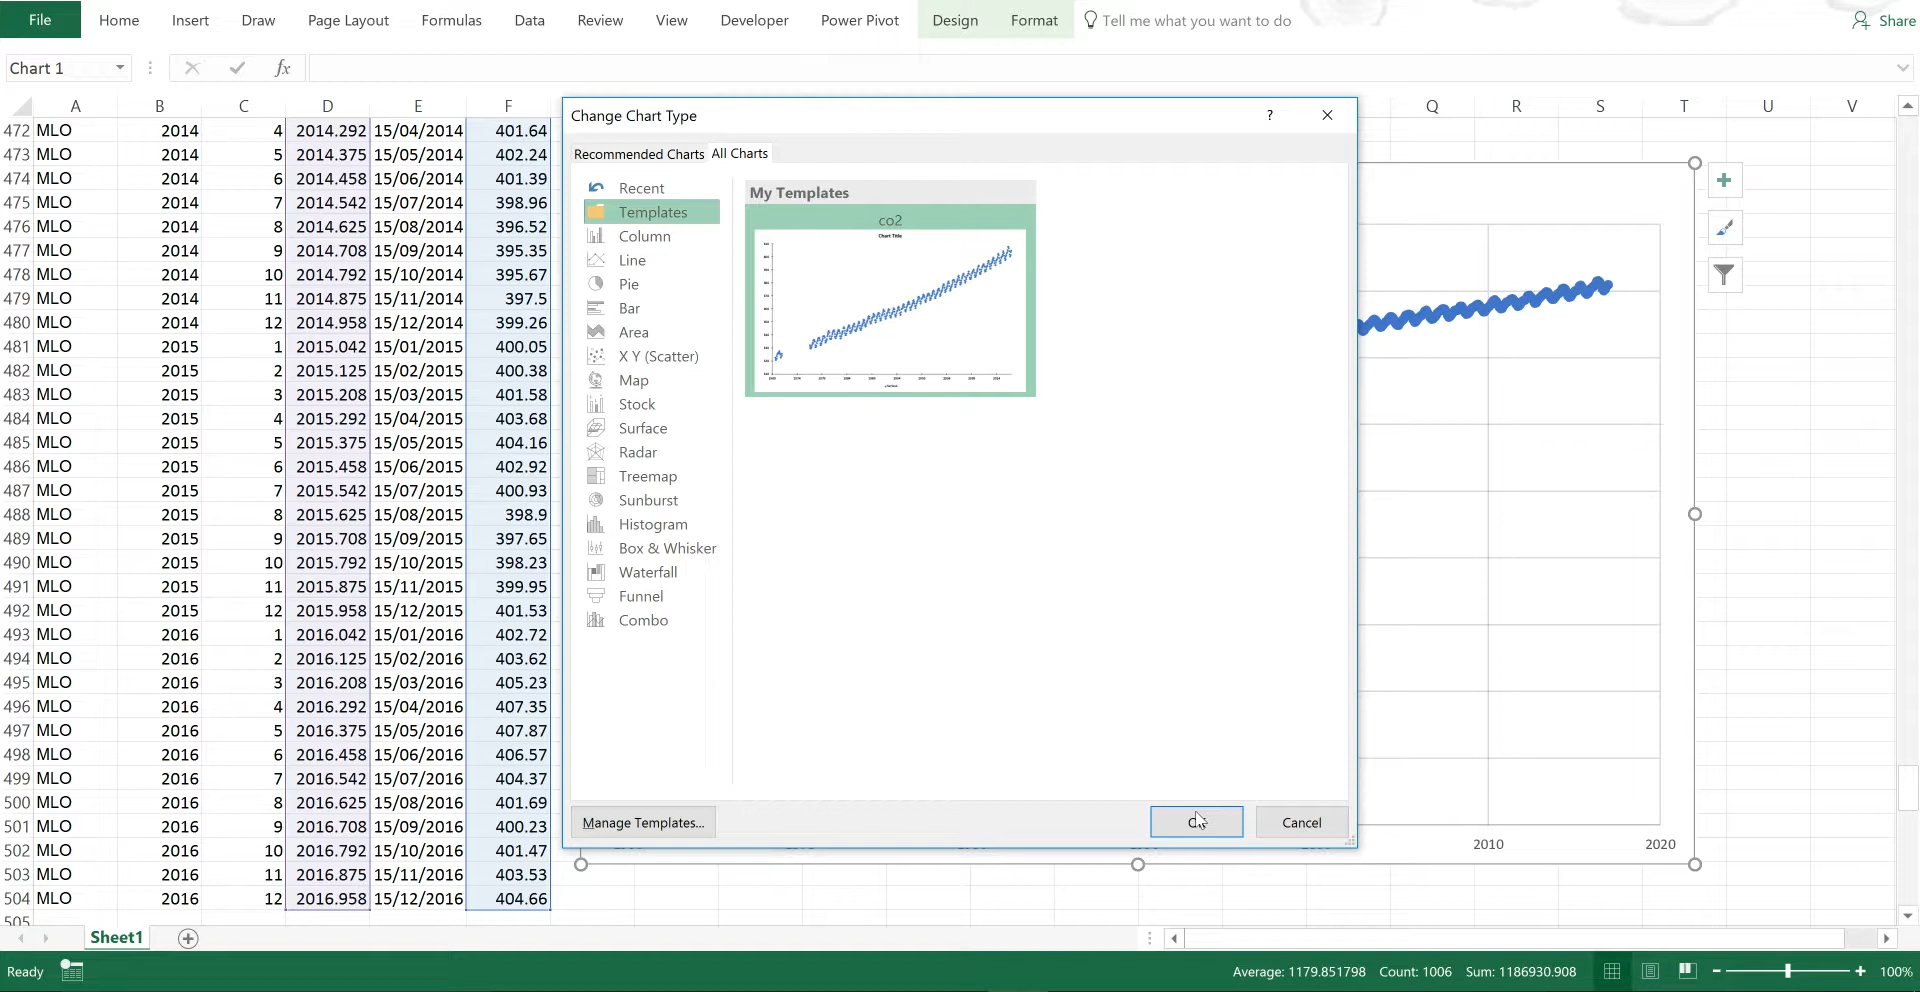 File Home Insert Draw Page Layout Formulas Data Review View Developer Power Pivot Design Format Tell me what you want to do Share
Chart 1 fx
A B C D E F Q R S T U V
Change Chart Type ?
Recommended Charts All Charts
Recent
Templates
Column
Line
Pie
Bar
Area
X Y (Scatter)
Map
Stock
Surface
Radar
Treemap
Sunburst
Histogram
Box & Whisker
Waterfall
Funnel
Combo
My Templates
co2
Chart Title
Manage Templates...
Cancel
472 MLO 2014 4 2014.292 15/04/2014 401.64
473 MLO 2014 5 2014.375 15/05/2014 402.24
474 MLO 2014 6 2014.458 15/06/2014 401.39
475 MLO 2014 7 2014.542 15/07/2014 398.96
476 MLO 2014 8 2014.625 15/08/2014 396.52
477 MLO 2014 9 2014.708 15/09/2014 395.35
478 MLO 2014 10 2014.792 15/10/2014 395.67
479 MLO 2014 11 2014.875 15/11/2014 397.5
480 MLO 2014 12 2014.958 15/12/2014 399.26
481 MLO 2015 1 2015.042 15/01/2015 400.05
482 MLO 2015 2 2015.125 15/02/2015 400.38
483 MLO 2015 3 2015.208 15/03/2015 401.58
484 MLO 2015 4 2015.292 15/04/2015 403.68
485 MLO 2015 5 2015.375 15/05/2015 404.16
486 MLO 2015 6 2015.458 15/06/2015 402.92
487 MLO 2015 7 2015.542 15/07/2015 400.93
488 MLO 2015 8 2015.625 15/08/2015 398.9
489 MLO 2015 9 2015.708 15/09/2015 397.65
490 MLO 2015 10 2015.792 15/10/2015 398.23
491 MLO 2015 11 2015.875 15/11/2015 399.95
492 MLO 2015 12 2015.958 15/12/2015 401.53
493 MLO 2016 1 2016.042 15/01/2016 402.72
494 MLO 2016 2 2016.125 15/02/2016 403.62
495 MLO 2016 3 2016.208 15/03/2016 405.23
496 MLO 2016 4 2016.292 15/04/2016 407.35
497 MLO 2016 5 2016.375 15/05/2016 407.87
498 MLO 2016 6 2016.458 15/06/2016 406.57
499 MLO 2016 7 2016.542 15/07/2016 404.37
500 MLO 2016 8 2016.625 15/08/2016 401.69
501 MLO 2016 9 2016.708 15/09/2016 400.23
502 MLO 2016 10 2016.792 15/10/2016 401.47
503 MLO 2016 11 2016.875 15/11/2016 403.53
504 MLO 2016 12 2016.958 15/12/2016 404.66
505
2010 2020
Sheet1
Ready Average: 1179.851798 Count: 1006 Sum: 1186930.908 100%